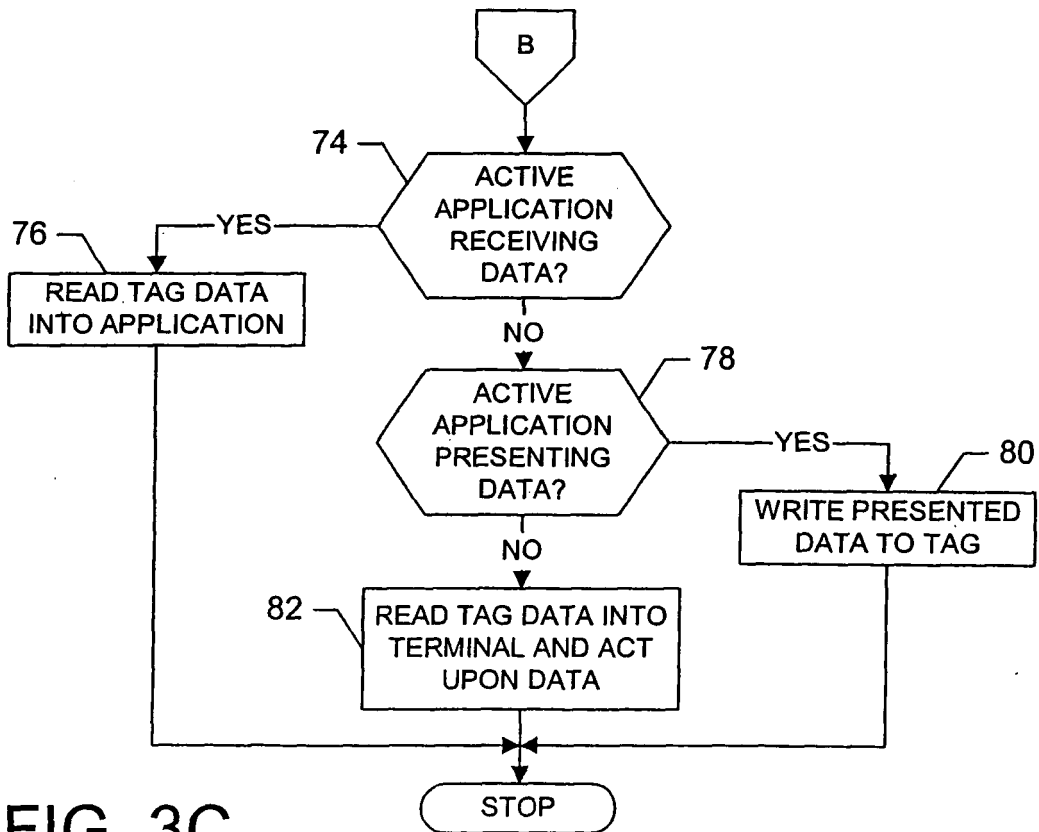 B
74
ACTIVE
APPLICATION
RECEIVING
DATA?
YES
76
READ TAG DATA
INTO APPLICATION
NO
78
ACTIVE
APPLICATION
PRESENTING
DATA?
YES
80
WRITE PRESENTED
DATA TO TAG
NO
82
READ TAG DATA INTO
TERMINAL AND ACT
UPON DATA
STOP
FIG. 3C